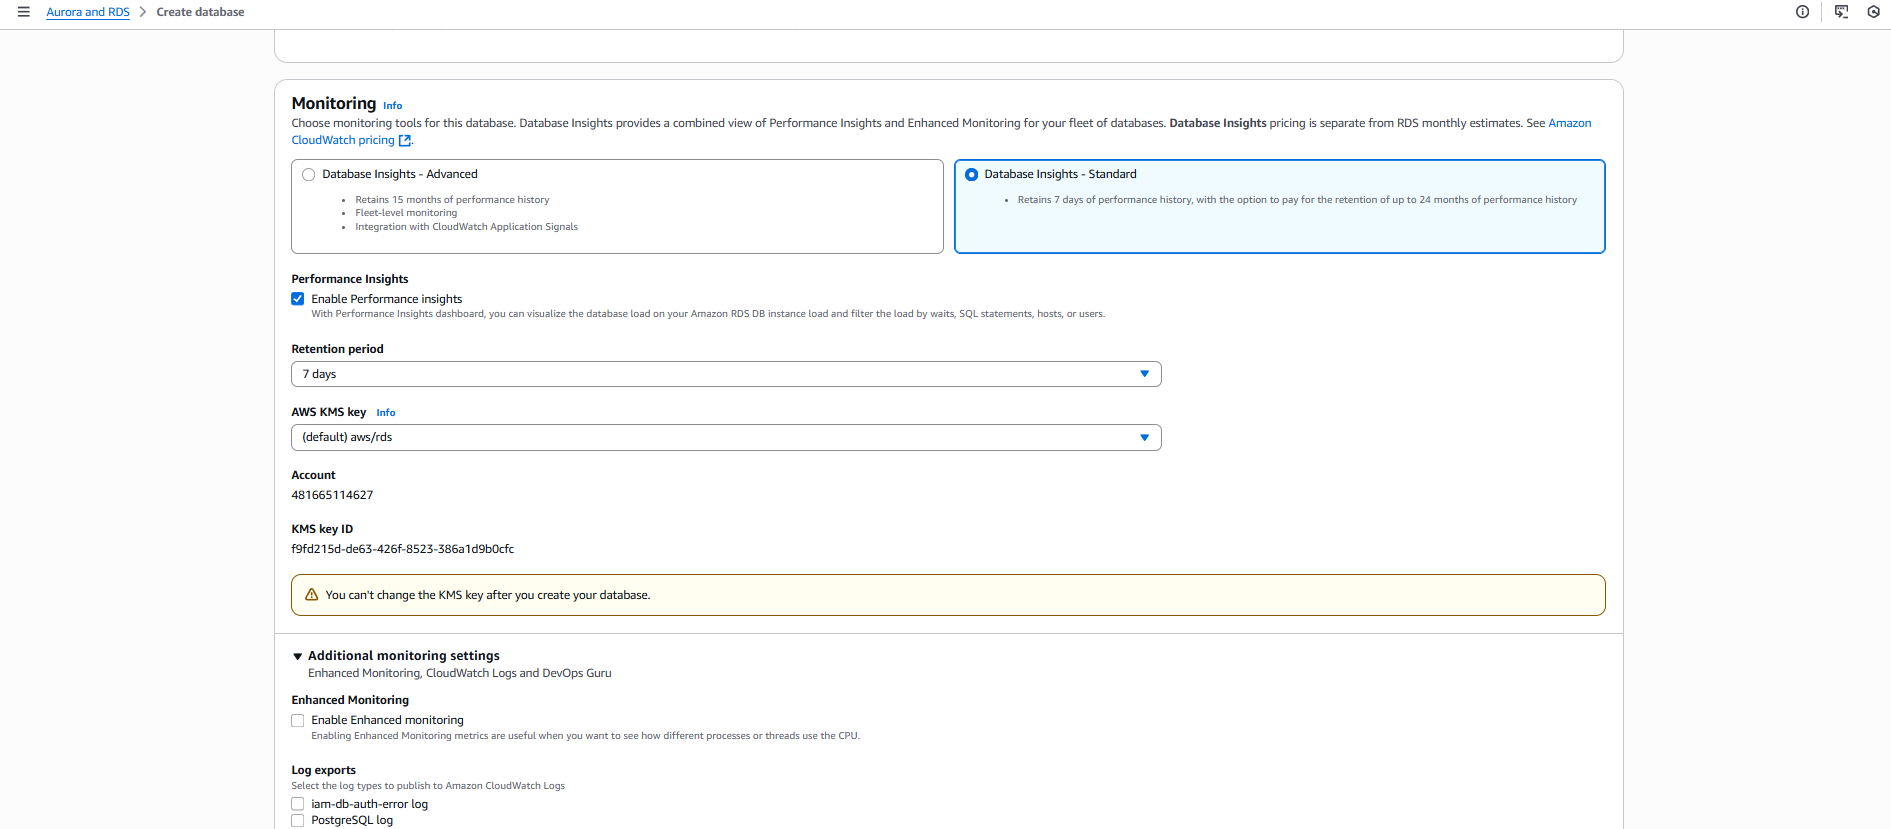 Aurora and RDS
Create database
Monitoring Info
Choose monitoring tools for this database. Database Insights provides a combined view of Performance Insights and Enhanced Monitoring for your fleet of databases. Database Insights pricing is separate from RDS monthly estimates. See Amazon
CloudWatch pricing.
Database Insights - Advanced
• Retains 15 months of performance history
• Fleet-level monitoring
• Integration with CloudWatch Application Signals
Database Insights - Standard
• Retains 7 days of performance history, with the option to pay for the retention of up to 24 months of performance history
Performance Insights
Enable Performance insights
With Performance Insights dashboard, you can visualize the database load on your Amazon RDS DB instance load and filter the load by waits, SQL statements, hosts, or users.
Retention period
7 days
AWS KMS key Info
(default) aws/rds
Account
481665114627
KMS key ID
f9fd215d-de63-426f-8523-386a1d9b0cfc
You can't change the KMS key after you create your database.
Additional monitoring settings
Enhanced Monitoring, CloudWatch Logs and DevOps Guru
Enhanced Monitoring
Enable Enhanced monitoring
Enabling Enhanced Monitoring metrics are useful when you want to see how different processes or threads use the CPU.
Log exports
Select the log types to publish to Amazon CloudWatch Logs
iam-db-auth-error log
PostgreSQL log